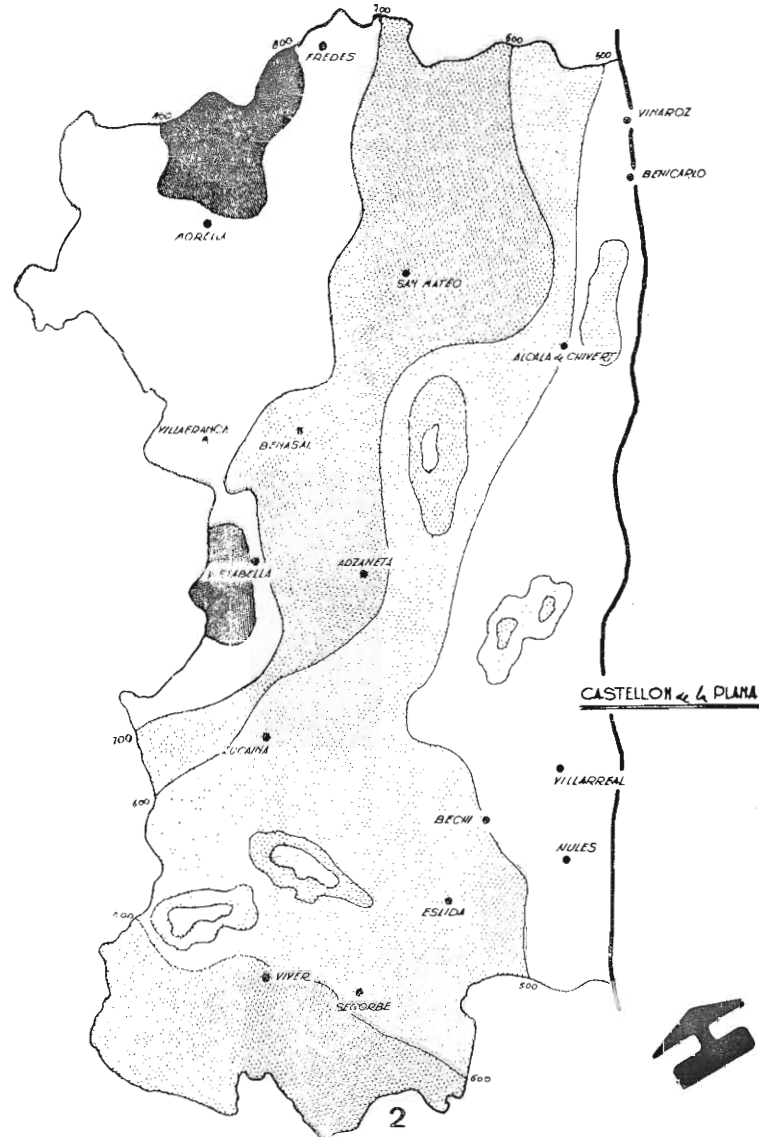 700
800
600
500
FREDES
VINAROZ
BENICARLO
MORELLA
SAN MATEO
ALCALA de CHIVERT
VILLAFRANCA
BENASAL
ADZANETA
CASTELLON de la PLANA
700
VILLARREAL
600
BECHI
NULES
ESLIDA
VIVER
500
SEGORBE
600
2